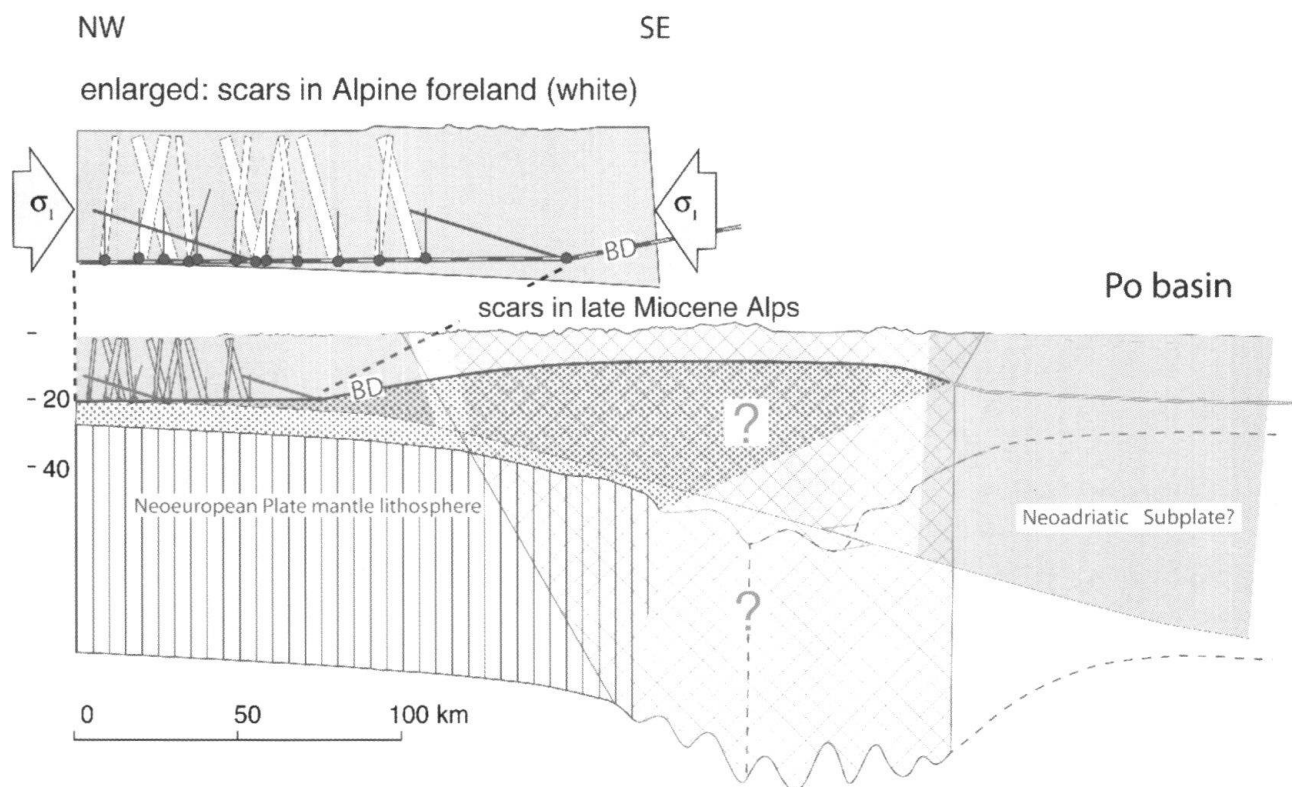 NW SE
enlarged: scars in Alpine foreland (white)
σ1 σ1
BD
Po basin
scars in late Miocene Alps
BD
-
- 20
- 40
?
Neoeuropean Plate mantle lithosphere
Neoadriatic Subplate?
?
0 50 100 km